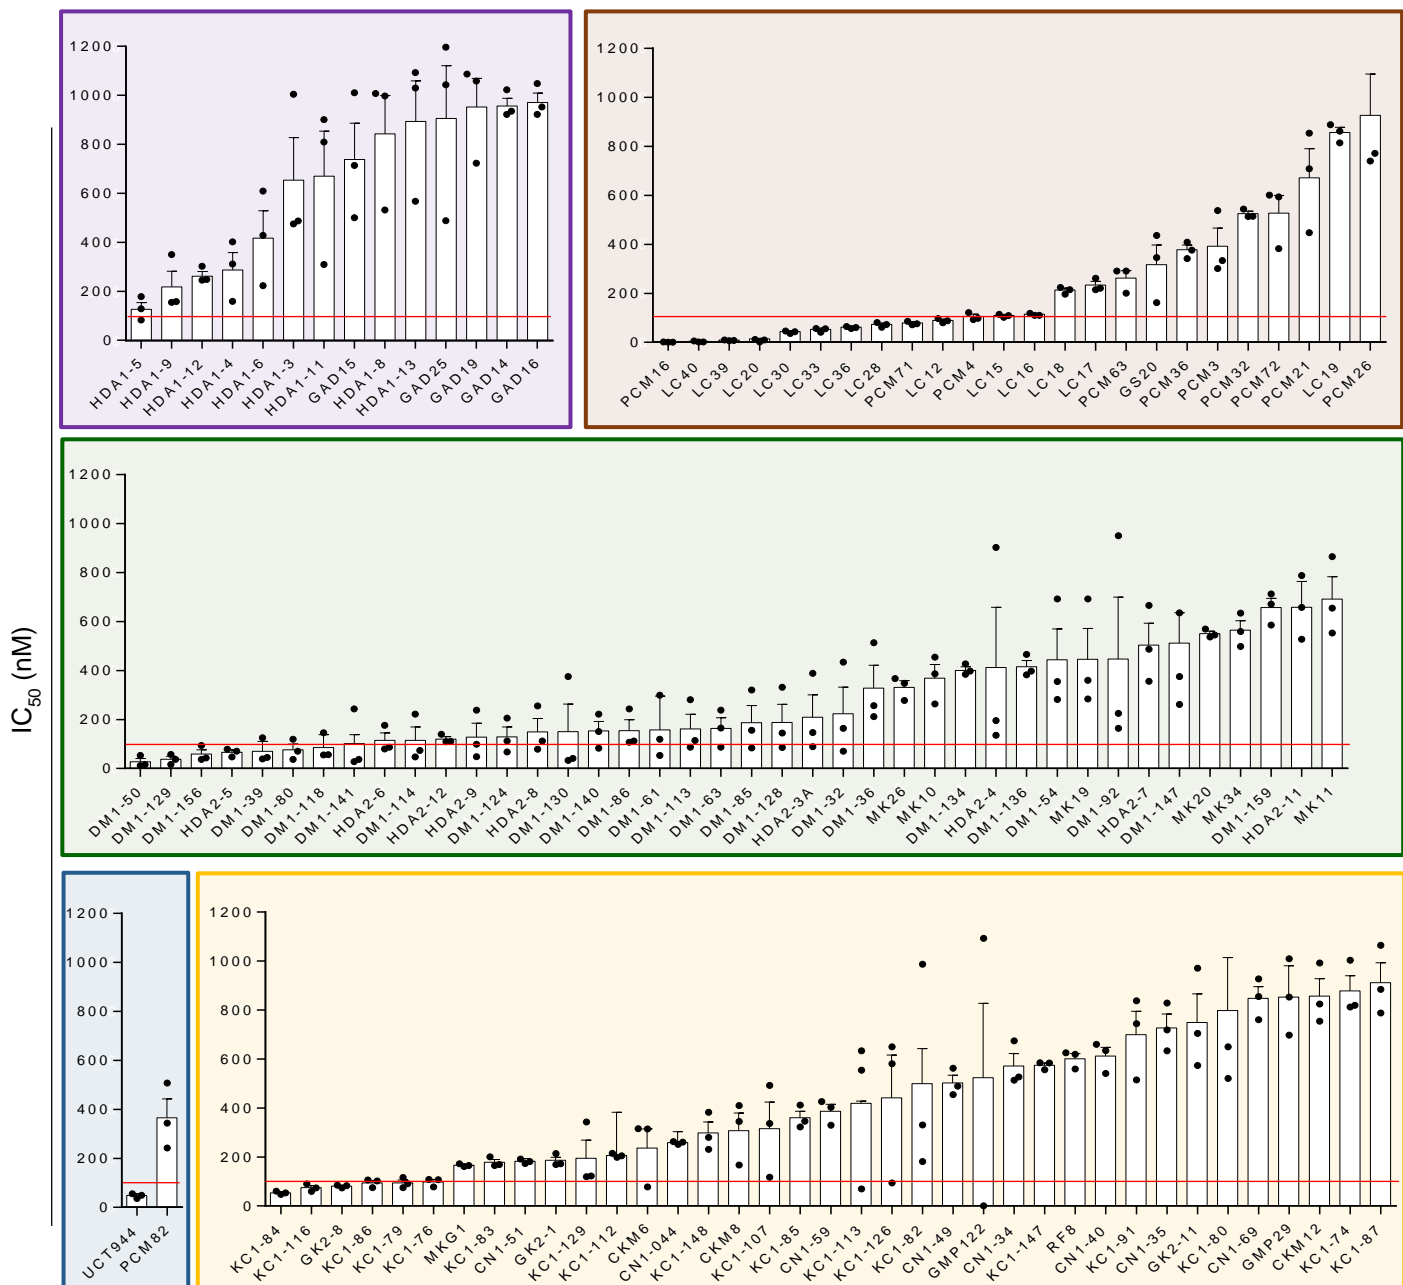 IC50 (nM)
1200
1000
800
600
400
200
0
HDA1-5
HDA1-9
HDA1-12
HDA1-4
HDA1-6
HDA1-3
HDA1-11
GAD15
HDA1-8
HDA1-13
GAD25
GAD19
GAD14
GAD16
1200
1000
800
600
400
200
0
PCM16
LC40
LC39
LC20
LC30
LC33
LC36
LC28
PCM71
LC12
PCM4
LC15
LC16
LC18
LC17
PCM63
GS20
PCM36
PCM3
PCM32
PCM72
PCM21
LC19
PCM26
1200
1000
800
600
400
200
0
DM1-50
DM1-129
DM1-156
HDA2-5
DM1-39
DM1-80
DM1-118
DM1-141
HDA2-6
DM1-114
HDA2-12
HDA2-9
DM1-124
HDA2-8
DM1-130
DM1-140
DM1-86
DM1-61
DM1-113
DM1-63
DM1-85
DM1-128
HDA2-3A
DM1-32
DM1-36
MK26
MK10
DM1-134
HDA2-4
DM1-136
DM1-54
MK19
DM1-92
HDA2-7
DM1-147
MK20
MK34
DM1-159
HDA2-11
MK11
1200
1000
800
600
400
200
0
UCT944
PCM82
1200
1000
800
600
400
200
0
KC1-84
KC1-116
GK2-8
KC1-86
KC1-79
KC1-76
MKG1
KC1-83
CN1-51
GK2-1
KC1-129
KC1-112
CKM6
CN1-044
KC1-148
CKM8
KC1-107
KC1-85
CN1-59
KC1-113
KC1-126
KC1-82
CN1-49
GMP122
CN1-34
KC1-147
RF8
CN1-40
KC1-91
CN1-35
GK2-11
KC1-80
CN1-69
GMP29
CKM12
KC1-74
KC1-87